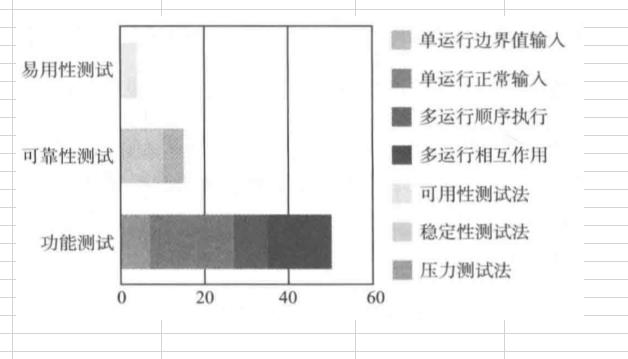 易用性测试
可靠性测试
功能测试
0 20 40 60
单运行边界值输入
单运行正常输入
多运行顺序执行
多运行相互作用
可用性测试法
稳定性测试法
压力测试法